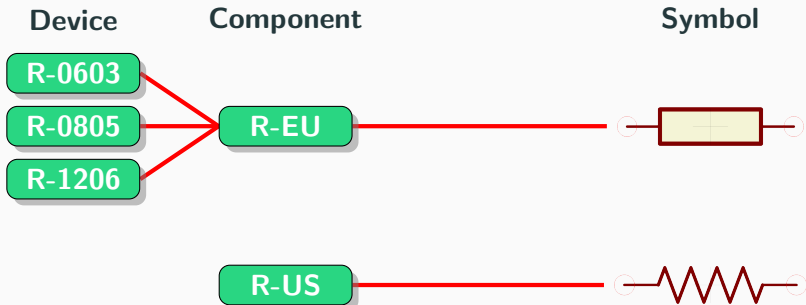 Device Component Symbol
R-0603
R-0805 R-EU
R-1206
R-US